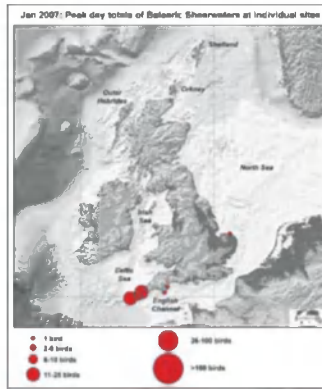 Jan 2007: Peak day totals of Balearic Shearwaters at individual sites
Shetland
Orkney
Outer
Hebrides
North Sea
Irish
Sea
Celtic
Sea
English
Channel
1 bird
2-5 birds
6-10 birds
11-25 birds
26-100 birds
>100 birds